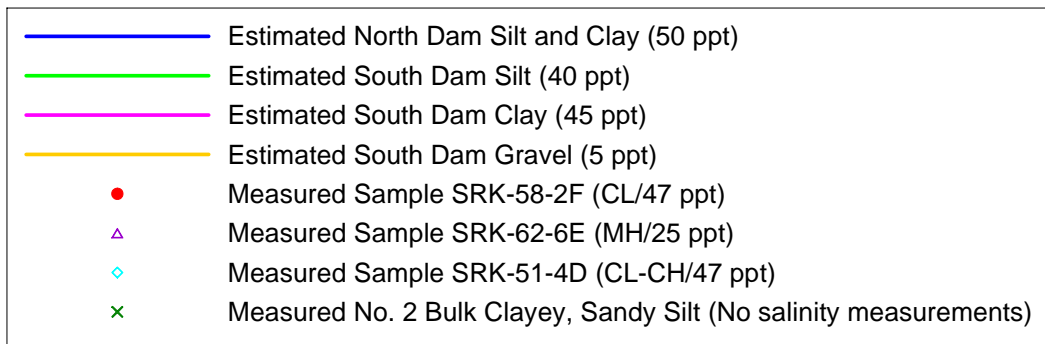 Estimated North Dam Silt and Clay (50 ppt)
Estimated South Dam Silt (40 ppt)
Estimated South Dam Clay (45 ppt)
Estimated South Dam Gravel (5 ppt)
Measured Sample SRK-58-2F (CL/47 ppt)
Measured Sample SRK-62-6E (MH/25 ppt)
Measured Sample SRK-51-4D (CL-CH/47 ppt)
Measured No. 2 Bulk Clayey, Sandy Silt (No salinity measurements)